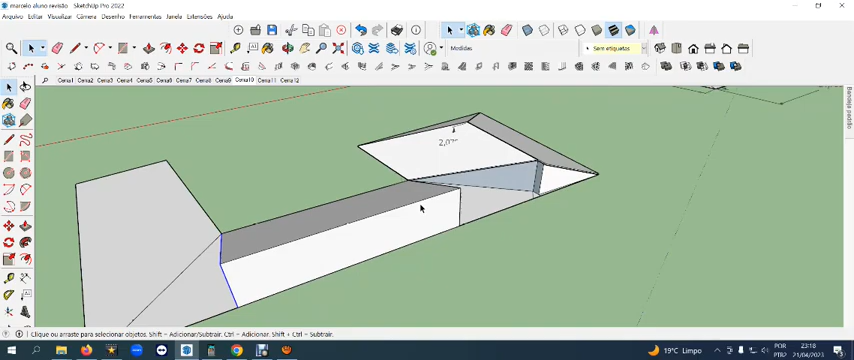 marcelo aluno revisão - SketchUp Pro 2022
Arquivo Editar Visualizar Câmera Desenho Ferramentas Janela Extensões Ajuda
Medidas
Sem etiquetas
Cena1 Cena2 Cena3 Cena4 Cena5 Cena6 Cena7 Cena8 Cena9 Cena10 Cena11 Cena12
Bandeja padrão
Clique ou arraste para selecionar objetos. Shift = Adicionar/Subtrair. Ctrl = Adicionar. Shift + Ctrl = Subtrair.
19°C Limpo
POR
PTB2
23:18
21/04/2023